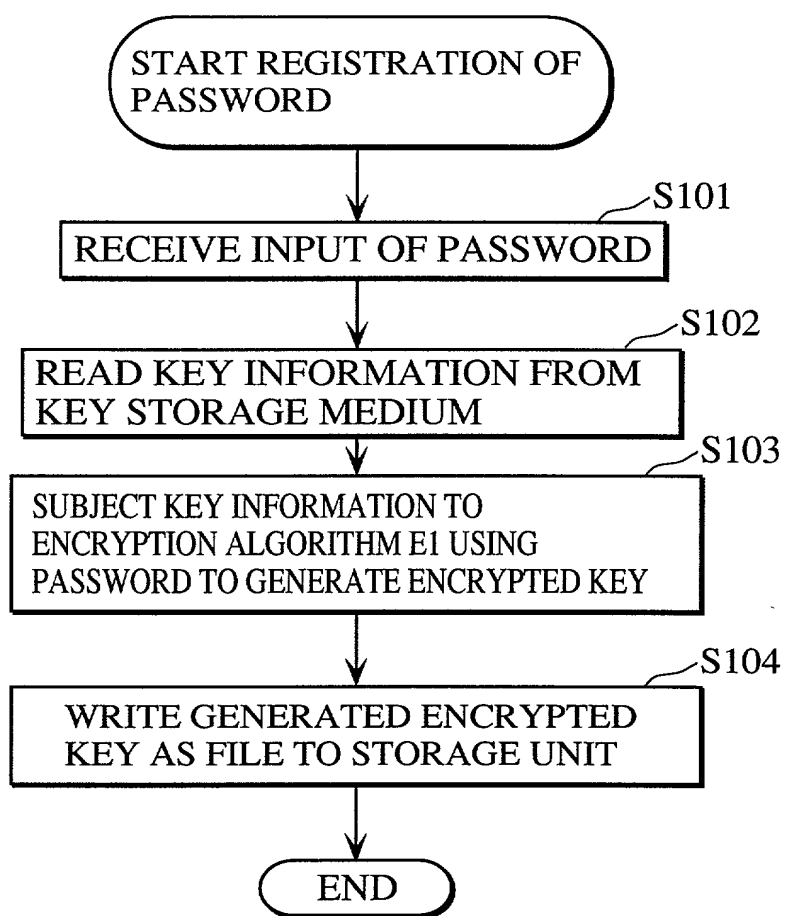 START REGISTRATION OF
PASSWORD
S101
RECEIVE INPUT OF PASSWORD
S102
READ KEY INFORMATION FROM
KEY STORAGE MEDIUM
S103
SUBJECT KEY INFORMATION TO
ENCRYPTION ALGORITHM E1 USING
PASSWORD TO GENERATE ENCRYPTED KEY
S104
WRITE GENERATED ENCRYPTED
KEY AS FILE TO STORAGE UNIT
END